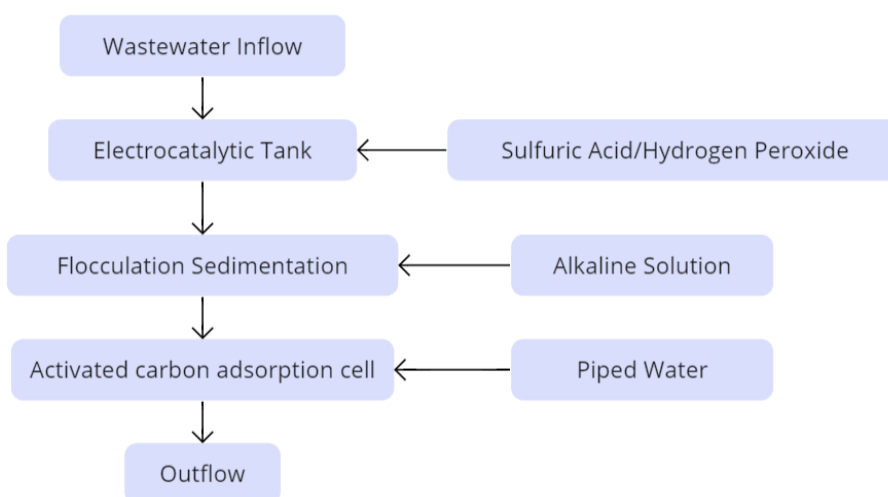 Wastewater Inflow
Electrocatalytic Tank
Sulfuric Acid/Hydrogen Peroxide
Flocculation Sedimentation
Alkaline Solution
Activated carbon adsorption cell
Piped Water
Outflow